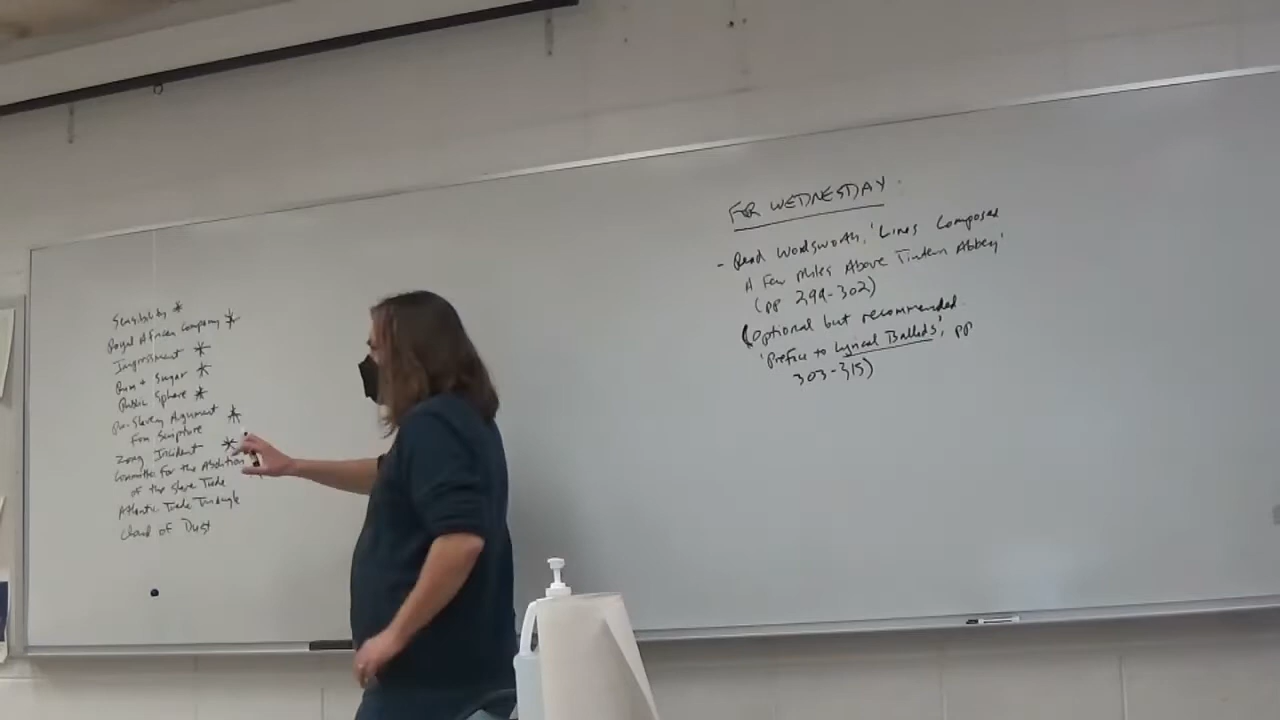 Sensibility *
Royal African Company *
Impressment *
Rum + Sugar *
Public Sphere *
Pro-Slavery Argument *
from Scripture
Zong Incident *
Committee for the Abolition
of the Slave Trade
Atlantic Trade Triangle
Cloud of Dust
FOR WEDNESDAY.
- Read Wordsworth, 'Lines Composed
A Few Miles Above Tintern Abbey'
(pp 299-302)
(optional but recommended.
'Preface to Lyrical Ballads', pp
303-315)